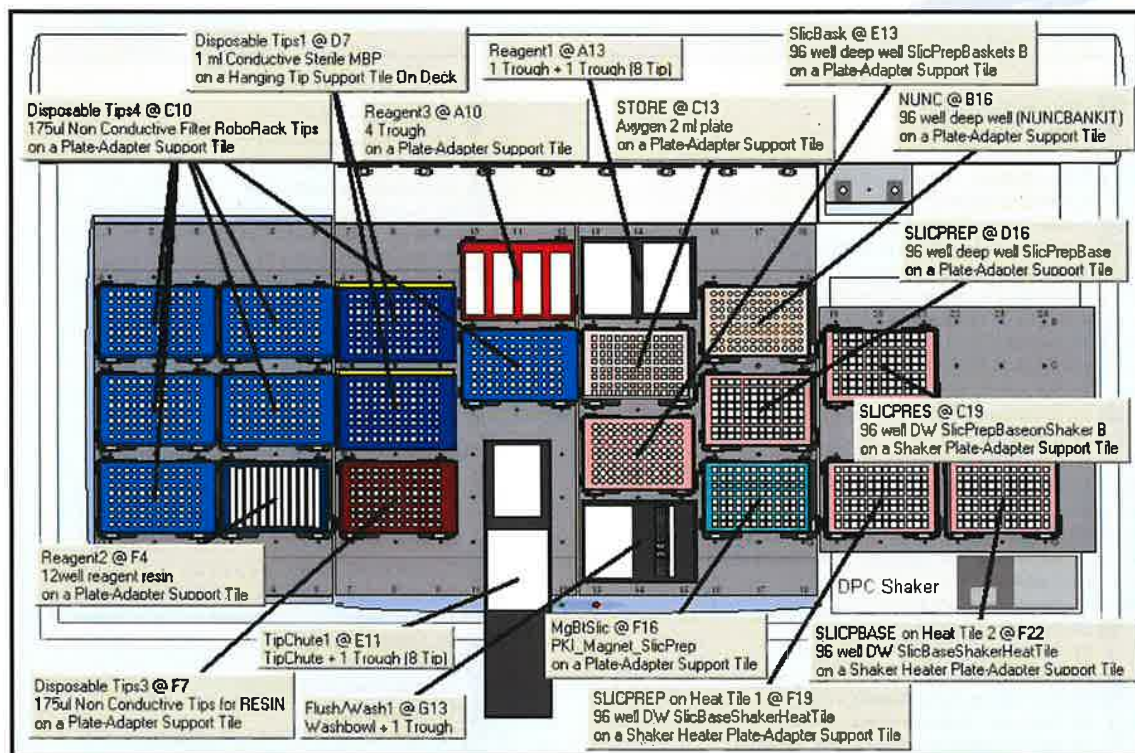 Disposable Tips1 @ D7
1 ml Conductive Sterile MBP
on a Hanging Tip Support Tile On Deck
Reagent1 @ A13
1 Trough + 1 Trough (8 Tip)
SlicBask @ E13
96 well deep well SlicPrepBaskets B
on a Plate-Adapter Support Tile
Disposable Tips4 @ C10
175ul Non Conductive Filter RoboRack Tips
on a Plate-Adapter Support Tile
Reagent3 @ A10
4 Trough
on a Plate-Adapter Support Tile
STORE @ C13
Axygen 2 ml plate
on a Plate-Adapter Support Tile
NUNC @ B16
96 well deep well (NUNCBANKIT)
on a Plate-Adapter Support Tile
SLICPREP @ D16
96 well deep well SlicPrepBase
on a Plate-Adapter Support Tile
SLICPRES @ C19
96 well DW SlicPrepBaseonShaker B
on a Shaker Plate-Adapter Support Tile
Reagent2 @ F4
12well reagent resin
on a Plate-Adapter Support Tile
DPC Shaker
TipChute1 @ E11
TipChute + 1 Trough (8 Tip)
MgBtSlic @ F16
PKI_Magnet_SlicPrep
on a Plate-Adapter Support Tile
SLICPBASE on Heat Tile 2 @ F22
96 well DW SlicBaseShakerHeatTile
on a Shaker Heater Plate-Adapter Support Tile
Disposable Tips3 @ F7
175ul Non Conductive Tips for RESIN
on a Plate-Adapter Support Tile
Flush/Wash1 @ G13
Washbowl + 1 Trough
SLICPREP on Heat Tile 1 @ F19
96 well DW SlicBaseShakerHeatTile
on a Shaker Heater Plate-Adapter Support Tile